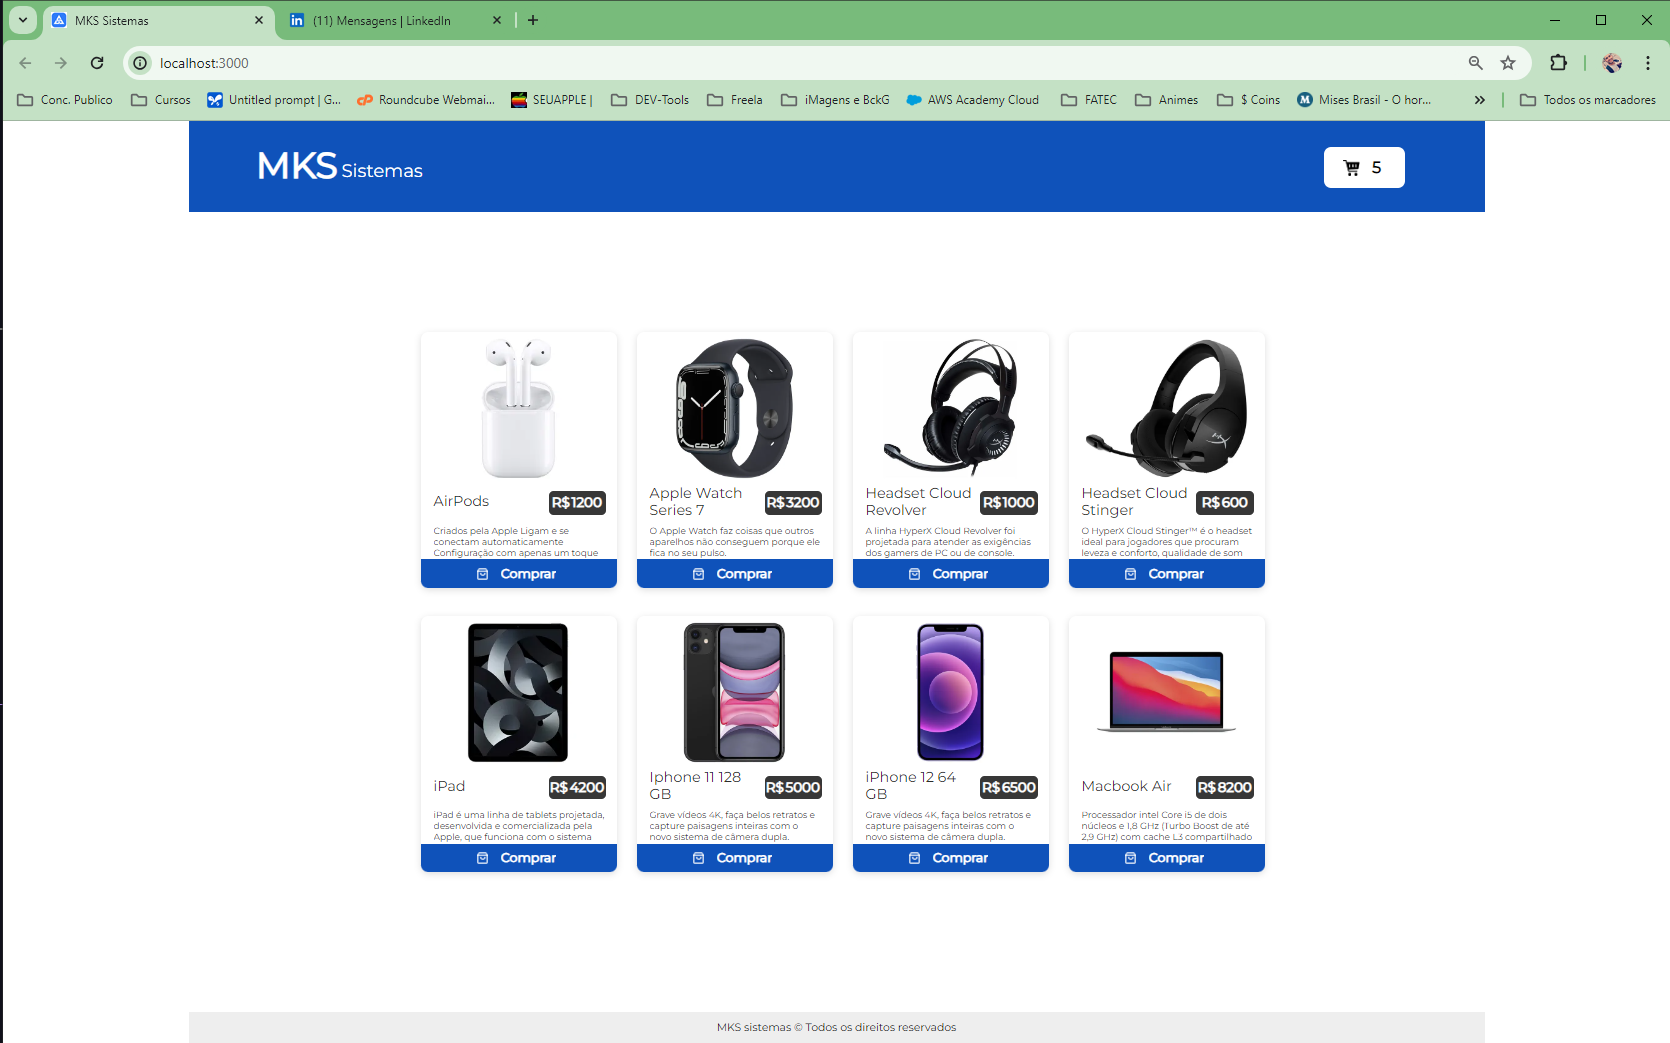 MKS Sistemas
(11) Mensagens | LinkedIn
localhost:3000
Conc. Publico
Cursos
Untitled prompt | G...
Roundcube Webmai...
SEUAPPLE |
DEV-Tools
Freela
iMagens e BckG
AWS Academy Cloud
FATEC
Animes
$ Coins
Mises Brasil - O hor...
Todos os marcadores
MKS Sistemas
5
AirPods
R$1200
Criados pela Apple Ligam e se
conectam automaticamente
Configuração com apenas um toque
Comprar
Apple Watch
Series 7
R$3200
O Apple Watch faz coisas que outros
aparelhos não conseguem porque ele
fica no seu pulso.
Comprar
Headset Cloud
Revolver
R$1000
A linha HyperX Cloud Revolver foi
projetada para atender as exigências
dos gamers de PC ou de console.
Comprar
Headset Cloud
Stinger
R$600
O HyperX Cloud Stinger™ é o headset
ideal para jogadores que procuram
leveza e conforto, qualidade de som
Comprar
iPad
R$4200
iPad é uma linha de tablets projetada,
desenvolvida e comercializada pela
Apple, que funciona com o sistema
Comprar
Iphone 11 128
GB
R$5000
Grave vídeos 4K, faça belos retratos e
capture paisagens inteiras com o
novo sistema de câmera dupla.
Comprar
iPhone 12 64
GB
R$6500
Grave vídeos 4K, faça belos retratos e
capture paisagens inteiras com o
novo sistema de câmera dupla.
Comprar
Macbook Air
R$8200
Processador intel Core i5 de dois
núcleos e 1,8 GHz (Turbo Boost de até
2,9 GHz) com cache L3 compartilhado
Comprar
MKS sistemas © Todos os direitos reservados